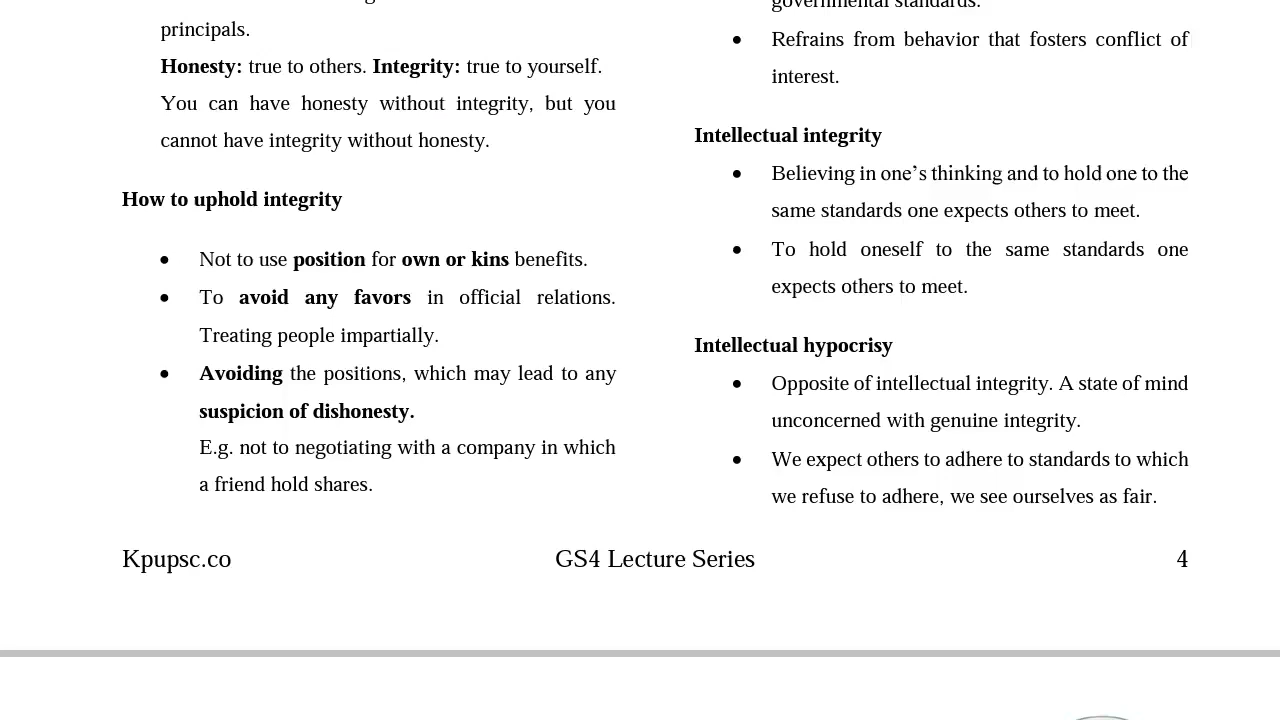 principals.
Honesty: true to others. Integrity: true to yourself.
You can have honesty without integrity, but you
cannot have integrity without honesty.
How to uphold integrity
• Not to use position for own or kins benefits.
• To avoid any favors in official relations.
Treating people impartially.
• Avoiding the positions, which may lead to any
suspicion of dishonesty.
E.g. not to negotiating with a company in which
a friend hold shares.
governmental standards.
• Refrains from behavior that fosters conflict of
interest.
Intellectual integrity
• Believing in one’s thinking and to hold one to the
same standards one expects others to meet.
• To hold oneself to the same standards one
expects others to meet.
Intellectual hypocrisy
• Opposite of intellectual integrity. A state of mind
unconcerned with genuine integrity.
• We expect others to adhere to standards to which
we refuse to adhere, we see ourselves as fair.
Kpupsc.co GS4 Lecture Series 4